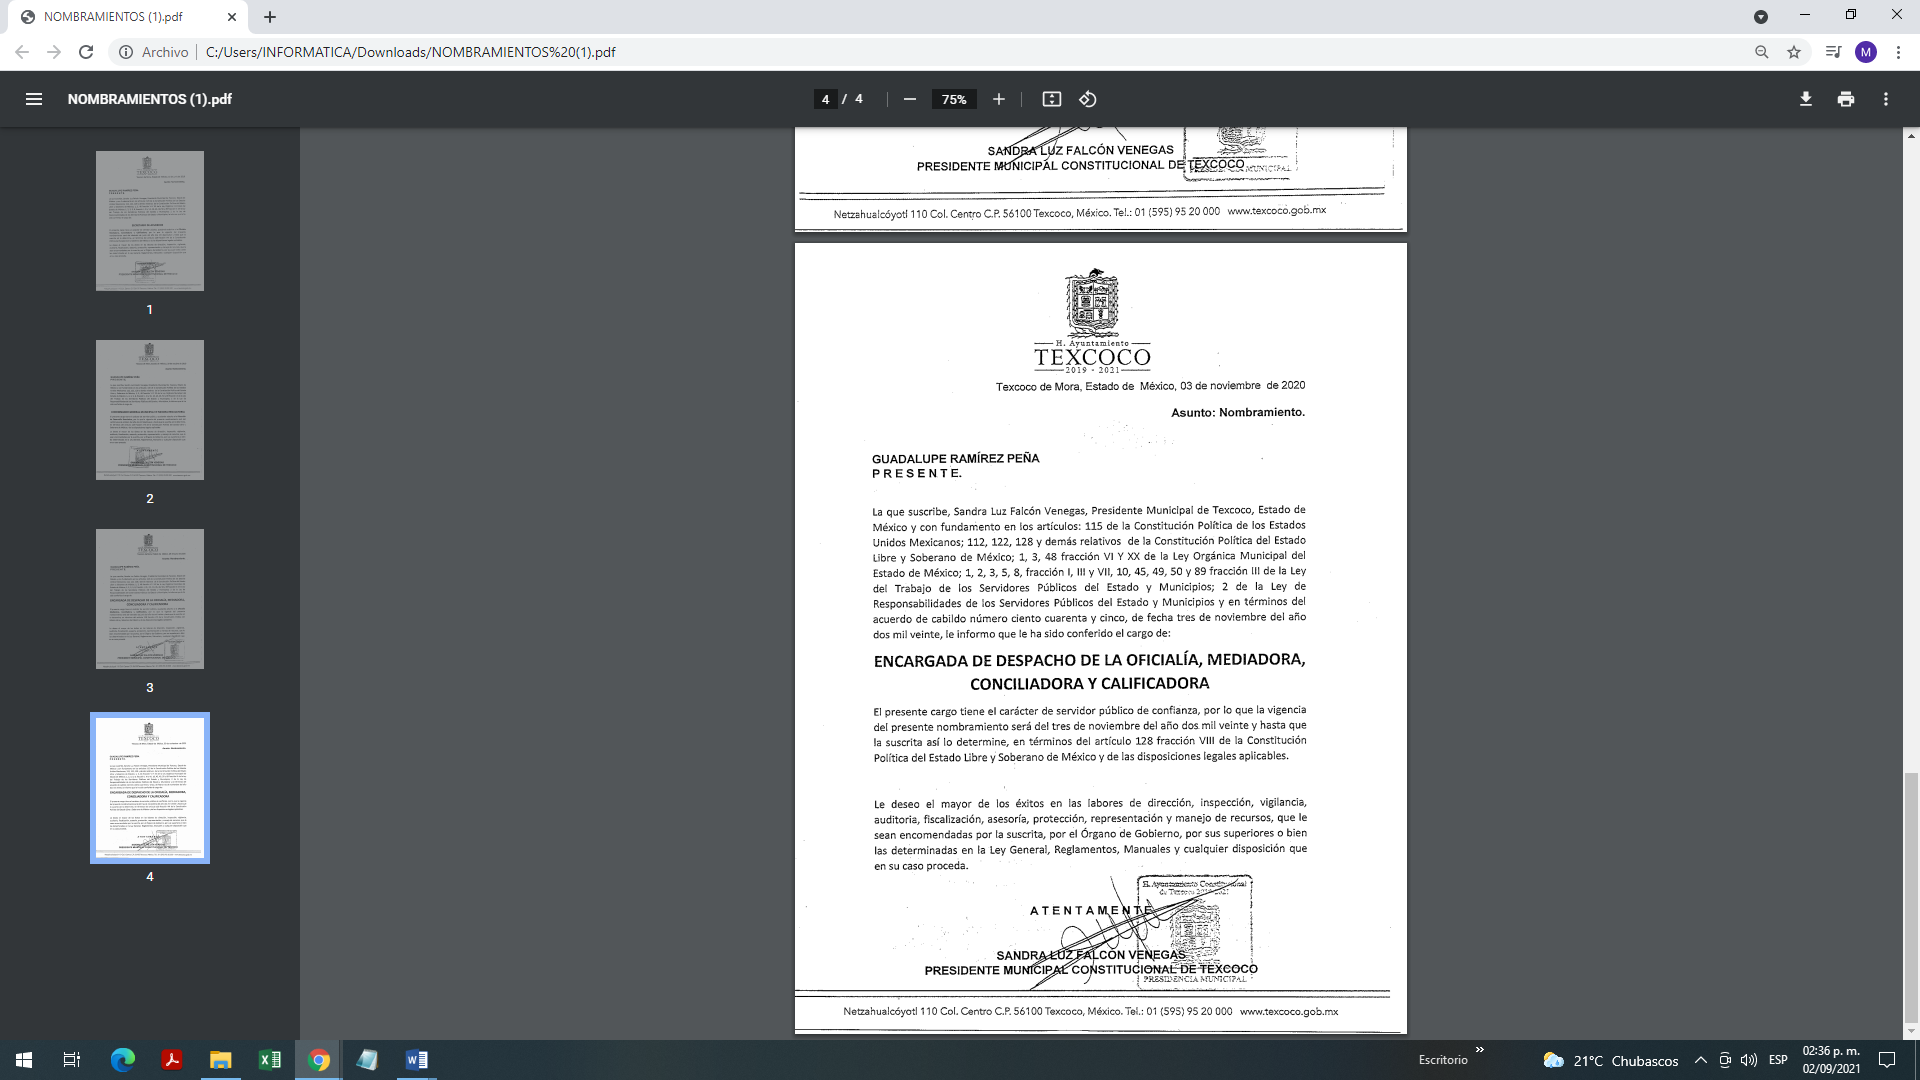 NOMBRAMIENTOS (1).pdf
Archivo
C:/Users/INFORMATICA/Downloads/NOMBRAMIENTOS%20(1).pdf
M
NOMBRAMIENTOS (1).pdf
4 / 4
75%
1
2
3
4
SANDRA LUZ FALCÓN VENEGAS
PRESIDENTE MUNICIPAL CONSTITUCIONAL DE TEXCOCO
PRESIDENCIA MUNICIPAL
Netzahualcóyotl 110 Col. Centro C.P. 56100 Texcoco, México. Tel.: 01 (595) 95 20 000 www.texcoco.gob.mx
H. Ayuntamiento
TEXCOCO
2019 - 2021
Texcoco de Mora, Estado de México, 03 de noviembre de 2020
Asunto: Nombramiento.
GUADALUPE RAMÍREZ PEÑA
P R E S E N T E.
La que suscribe, Sandra Luz Falcón Venegas, Presidente Municipal de Texcoco, Estado de
México y con fundamento en los artículos: 115 de la Constitución Política de los Estados
Unidos Mexicanos; 112, 122, 128 y demás relativos de la Constitución Política del Estado
Libre y Soberano de México; 1, 3, 48 fracción VI Y XX de la Ley Orgánica Municipal del
Estado de México; 1, 2, 3, 5, 8, fracción I, III y VII, 10, 45, 49, 50 y 89 fracción III de la Ley
del Trabajo de los Servidores Públicos del Estado y Municipios; 2 de la Ley de
Responsabilidades de los Servidores Públicos del Estado y Municipios y en términos del
acuerdo de cabildo número ciento cuarenta y cinco, de fecha tres de noviembre del año
dos mil veinte, le informo que le ha sido conferido el cargo de:
ENCARGADA DE DESPACHO DE LA OFICIALÍA, MEDIADORA,
CONCILIADORA Y CALIFICADORA
El presente cargo tiene el carácter de servidor público de confianza, por lo que la vigencia
del presente nombramiento será del tres de noviembre del año dos mil veinte y hasta que
la suscrita así lo determine, en términos del artículo 128 fracción VIII de la Constitución
Política del Estado Libre y Soberano de México y de las disposiciones legales aplicables.
Le deseo el mayor de los éxitos en las labores de dirección, inspección, vigilancia,
auditoria, fiscalización, asesoría, protección, representación y manejo de recursos, que le
sean encomendadas por la suscrita, por el Órgano de Gobierno, por sus superiores o bien
las determinadas en la Ley General, Reglamentos, Manuales y cualquier disposición que
en su caso proceda.
H. Ayuntamiento Constitucional
de Texcoco 2019-2021
A T E N T A M E N T E
SANDRA LUZ FALCÓN VENEGAS
PRESIDENTE MUNICIPAL CONSTITUCIONAL DE TEXCOCO
PRESIDENCIA MUNICIPAL
Netzahualcóyotl 110 Col. Centro C.P. 56100 Texcoco, México. Tel.: 01 (595) 95 20 000 www.texcoco.gob.mx
Escritorio
21°C Chubascos
ESP
02:36 p. m.
02/09/2021